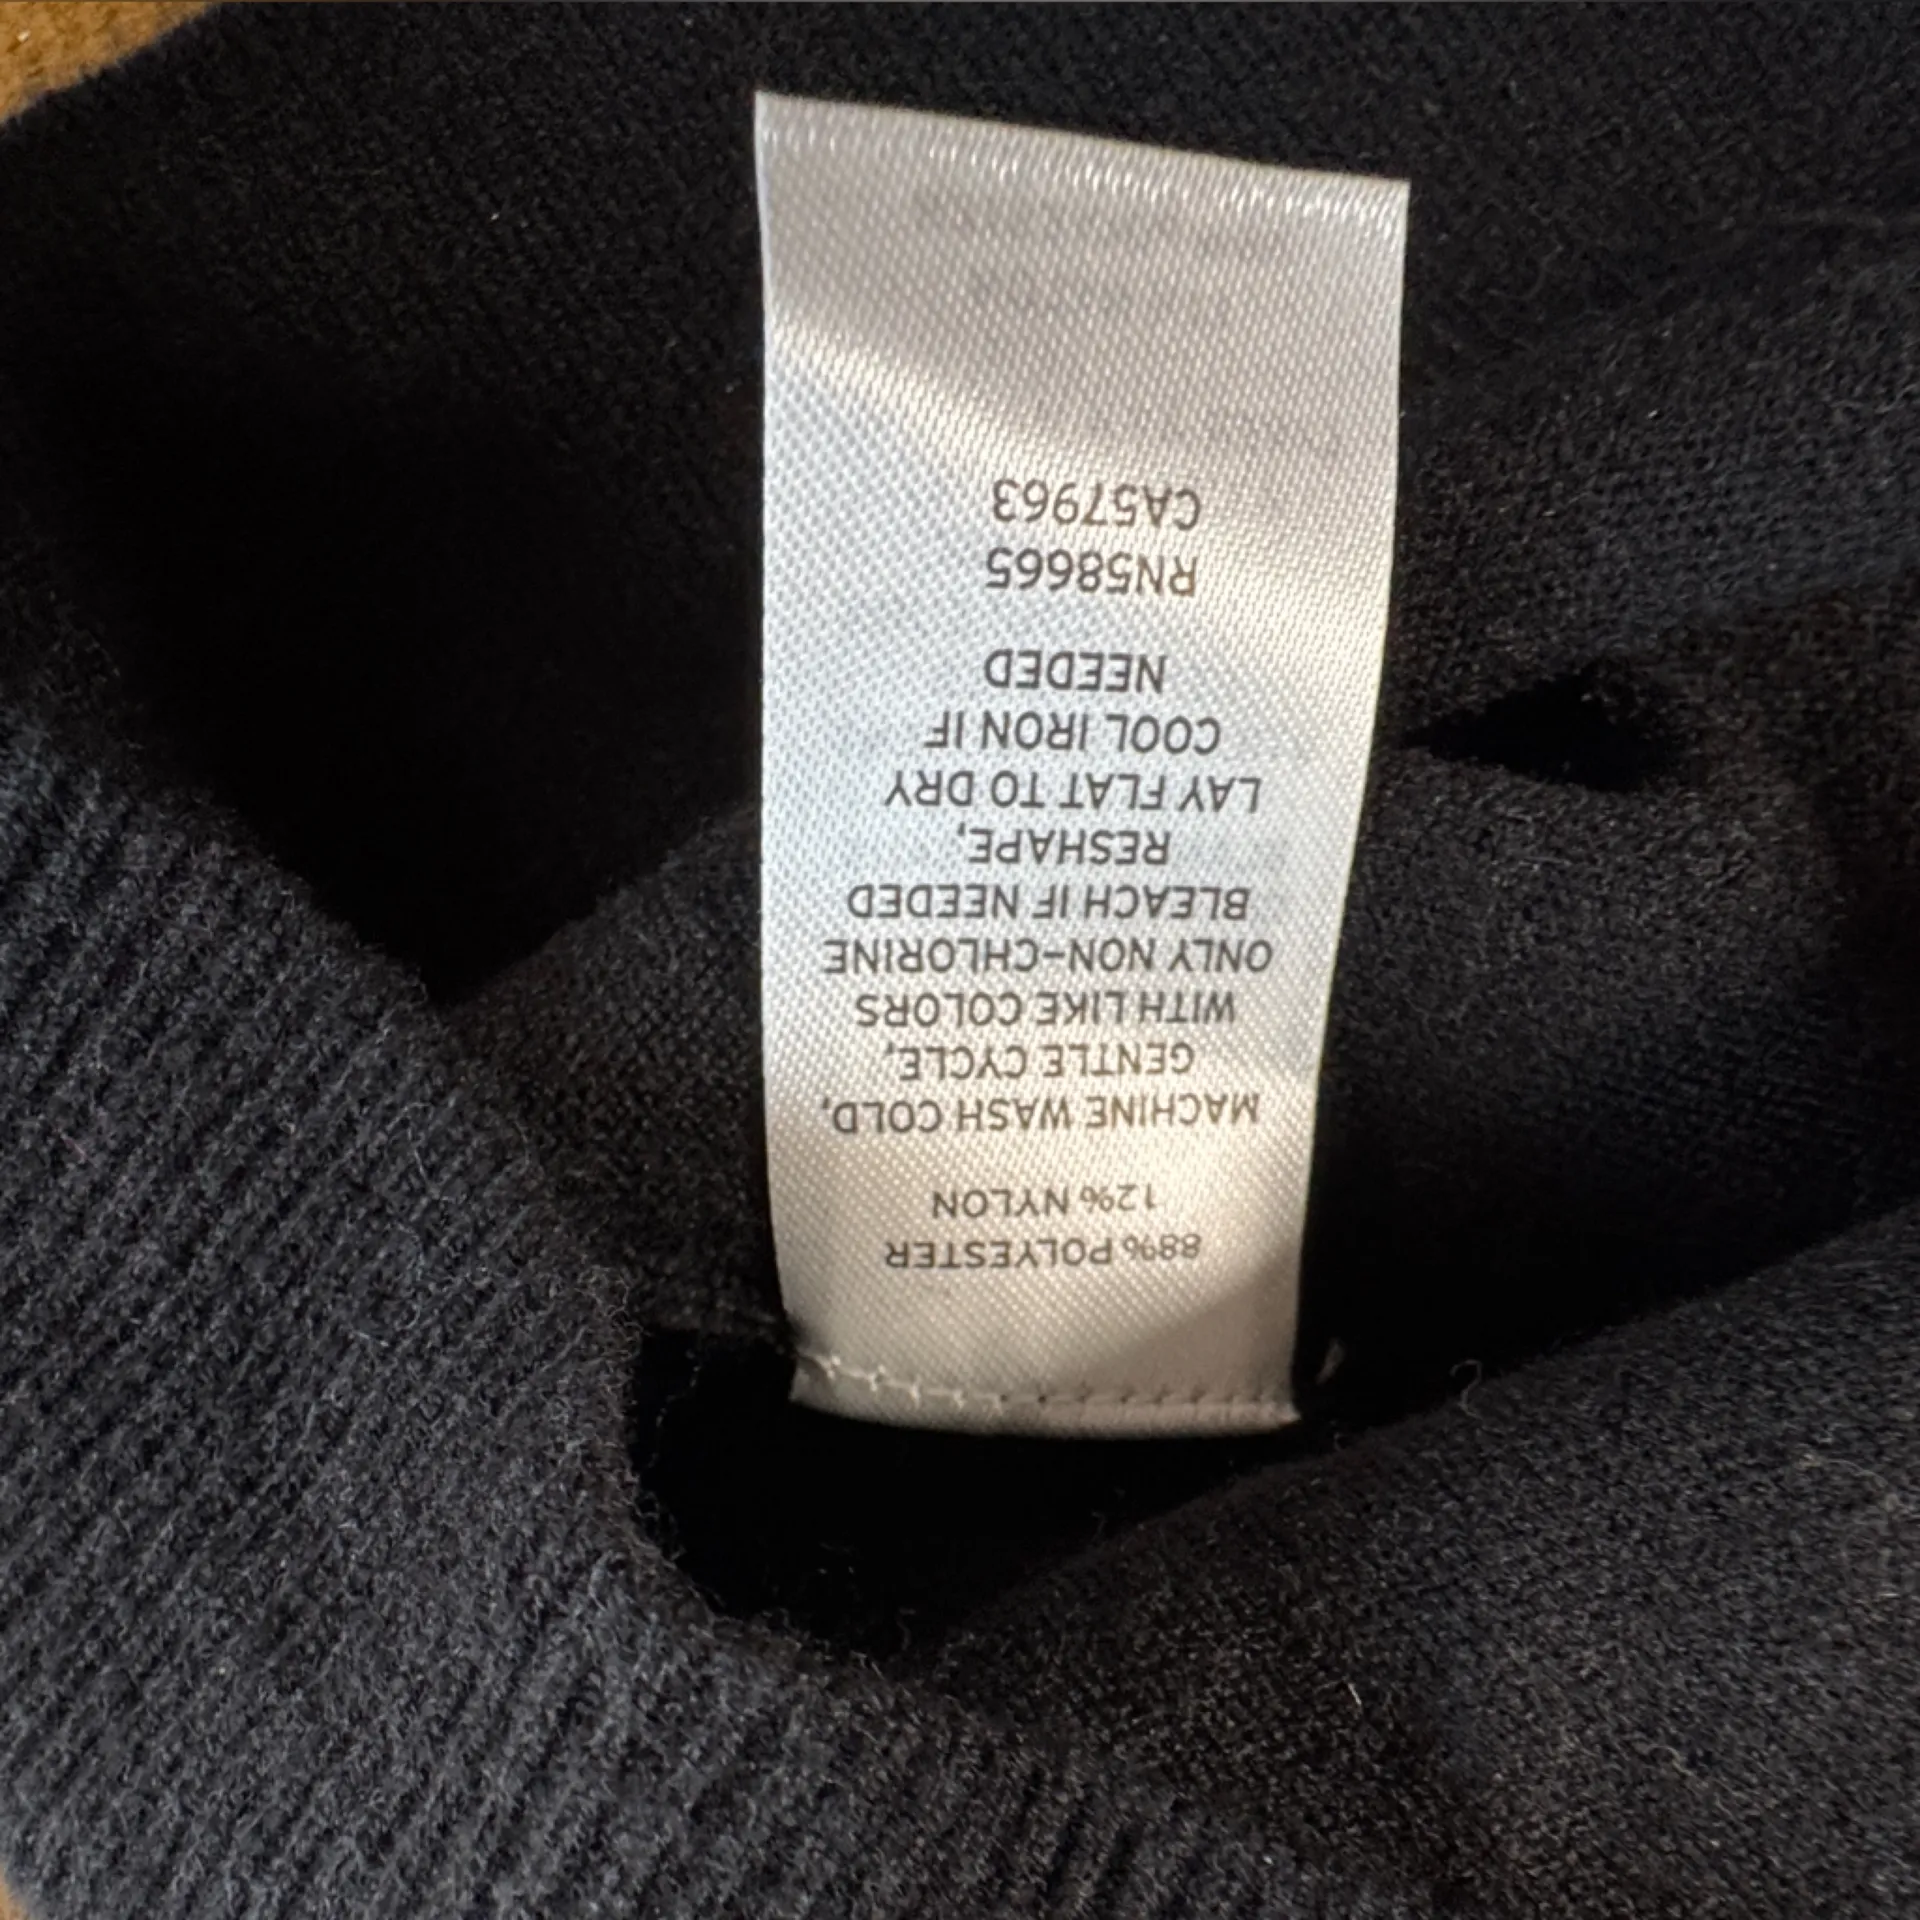 88% POLYESTER
12% NYLON
MACHINE WASH COLD,
GENTLE CYCLE,
WITH LIKE COLORS
ONLY NON-CHLORINE
BLEACH IF NEEDED
RESHAPE,
LAY FLAT TO DRY
COOL IRON IF
NEEDED
RN58665
CA57963